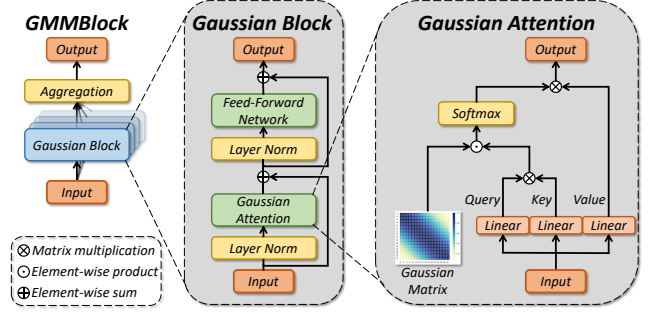 GMMBlock
Output
Aggregation
Gaussian Block
Input
Matrix multiplication
Element-wise product
Element-wise sum
Gaussian Block
Output
Feed-Forward
Network
Layer Norm
Gaussian
Attention
Layer Norm
Input
Gaussian Attention
Output
Softmax
Query
Key
Value
Linear
Linear
Linear
Gaussian
Matrix
Input